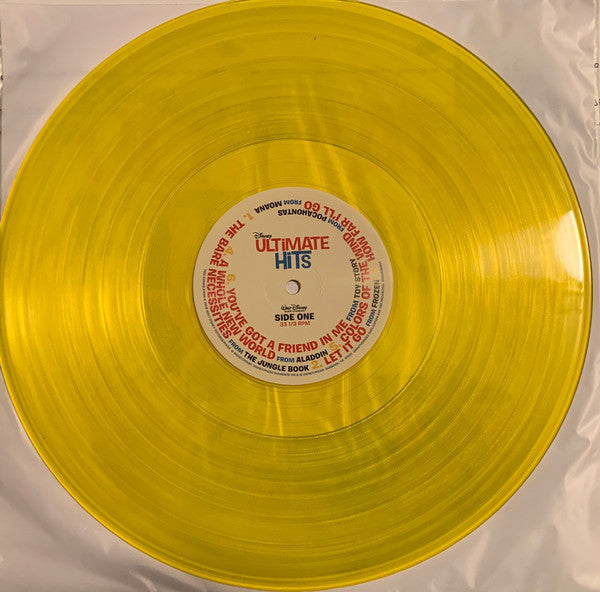 Disney
ULTIMATE
HITS
WALT DISNEY
SIDE ONE
33 1/3 RPM
1. THE BARE NECESSITIES FROM THE JUNGLE BOOK 2. LET IT GO FROM FROZEN HOW FAR I'LL GO FROM MOANA
4. A WHOLE NEW WORLD FROM ALADDIN 5. COLORS OF THE WIND FROM POCAHONTAS
6. YOU'VE GOT A FRIEND IN ME FROM TOY STORY